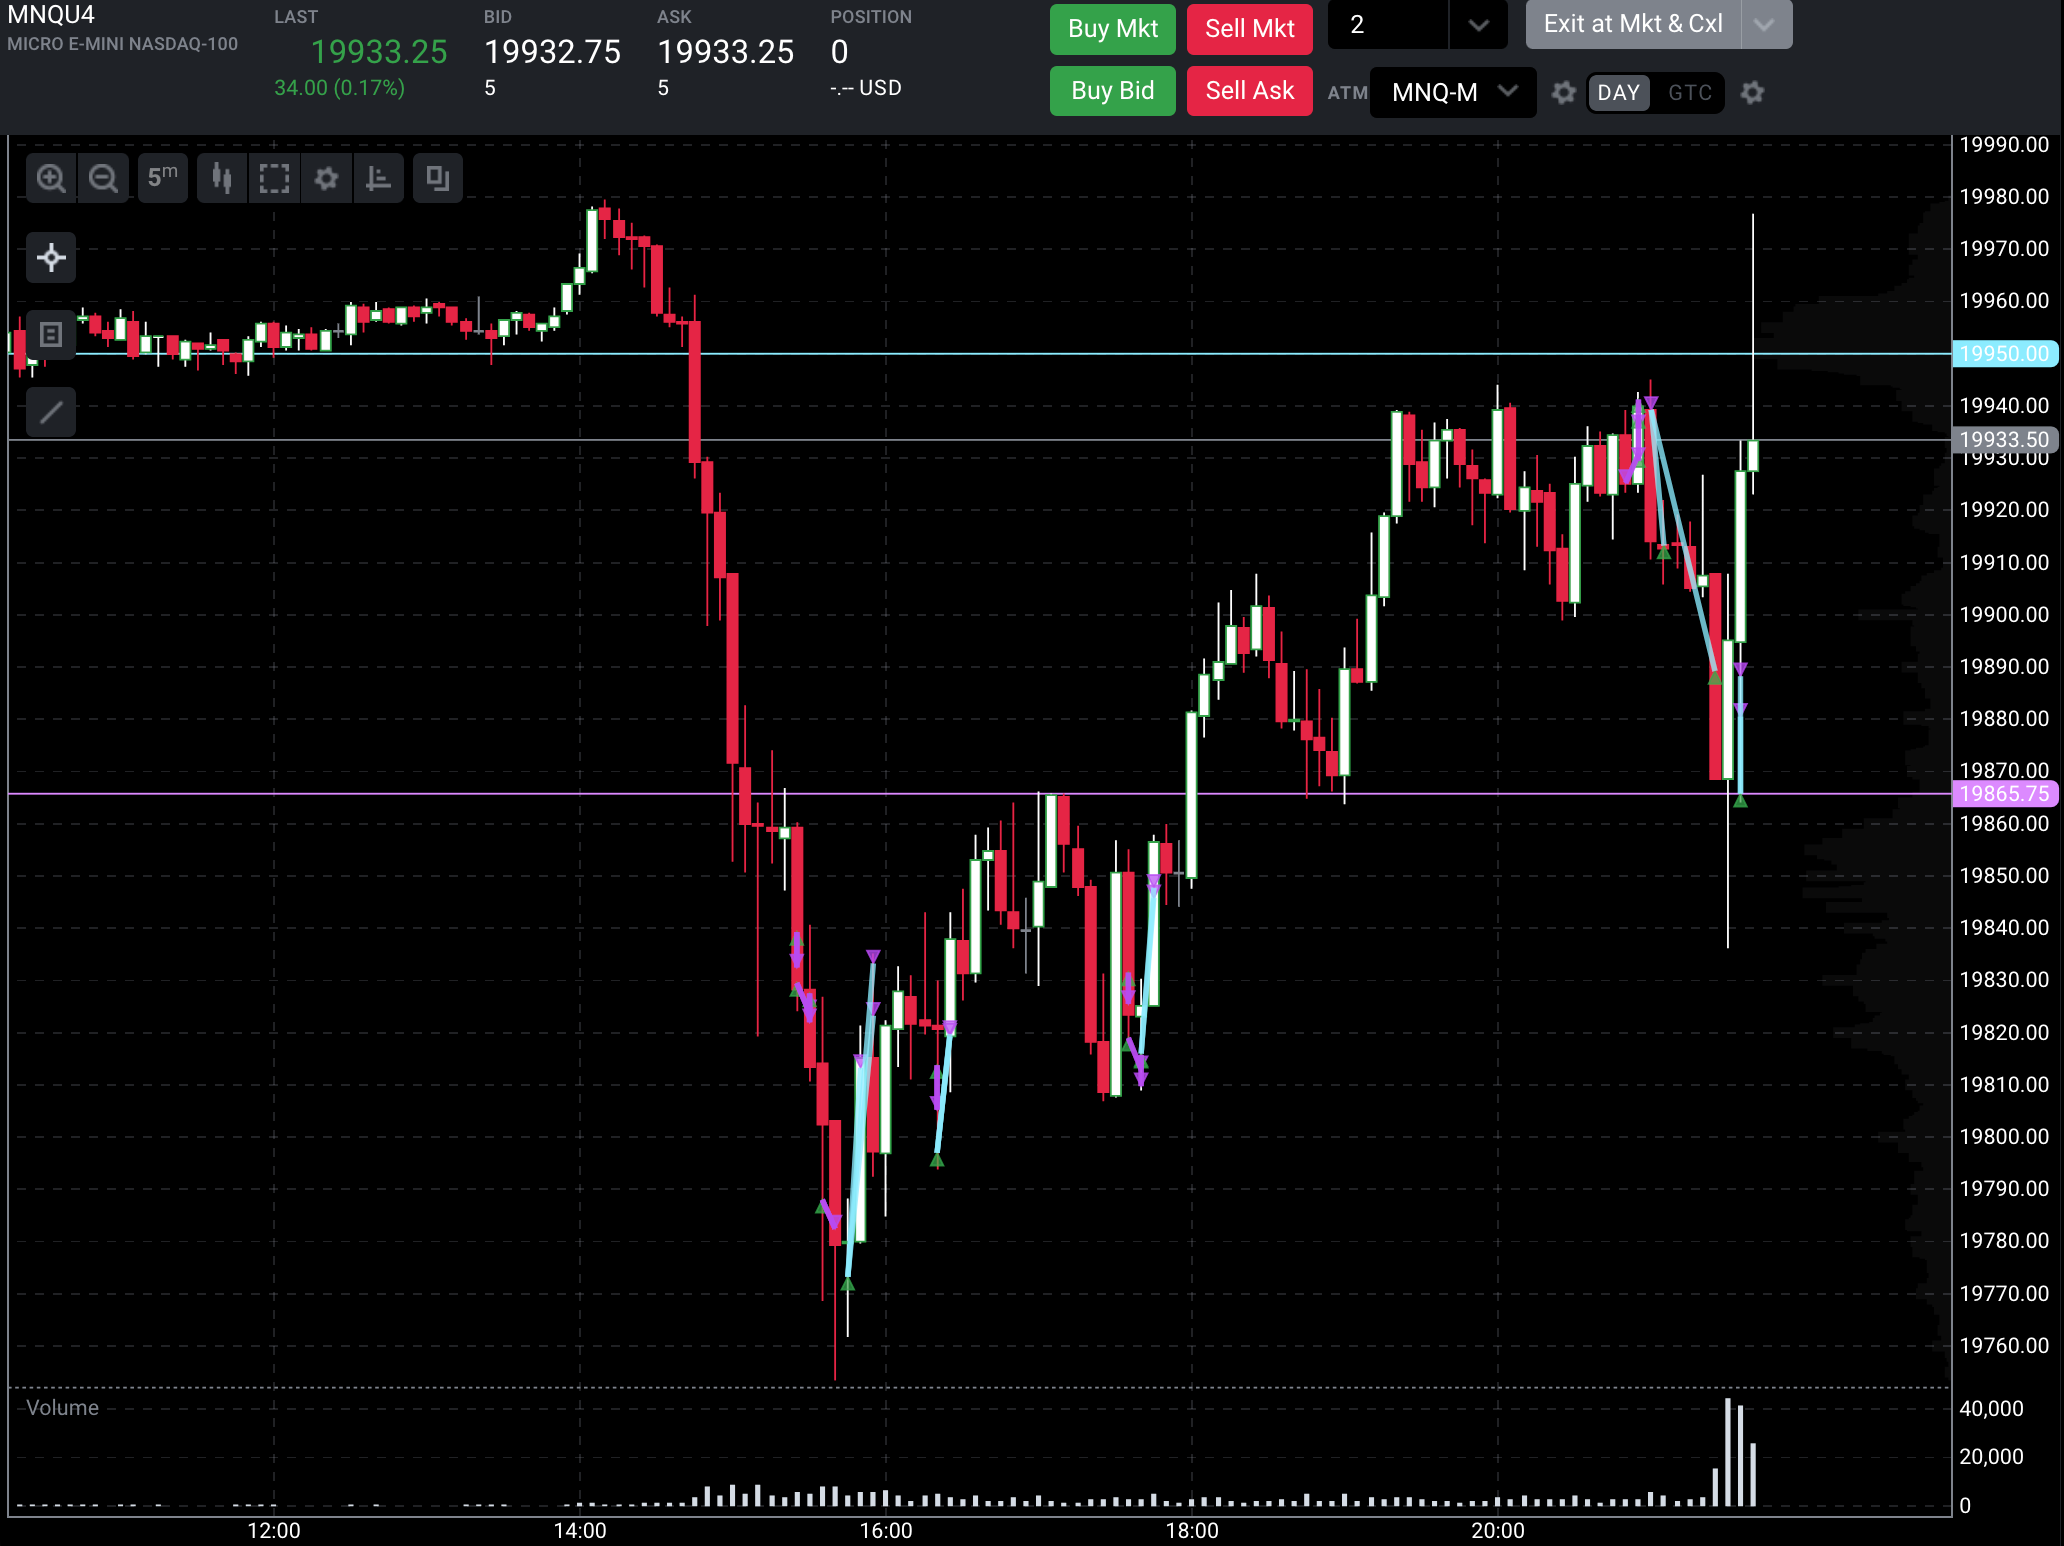 MNQU4
MICRO E-MINI NASDAQ-100
LAST
19933.25
34.00 (0.17%)
BID
19932.75
5
ASK
19933.25
5
POSITION
0
-.-- USD
Buy Mkt
Sell Mkt
2
Exit at Mkt & Cxl
Buy Bid
Sell Ask
ATM
MNQ-M
DAY
GTC
5m
19990.00
19980.00
19970.00
19960.00
19950.00
19940.00
19933.50
19930.00
19920.00
19910.00
19900.00
19890.00
19880.00
19870.00
19865.75
19860.00
19850.00
19840.00
19830.00
19820.00
19810.00
19800.00
19790.00
19780.00
19770.00
19760.00
Volume
40,000
20,000
0
12:00
14:00
16:00
18:00
20:00